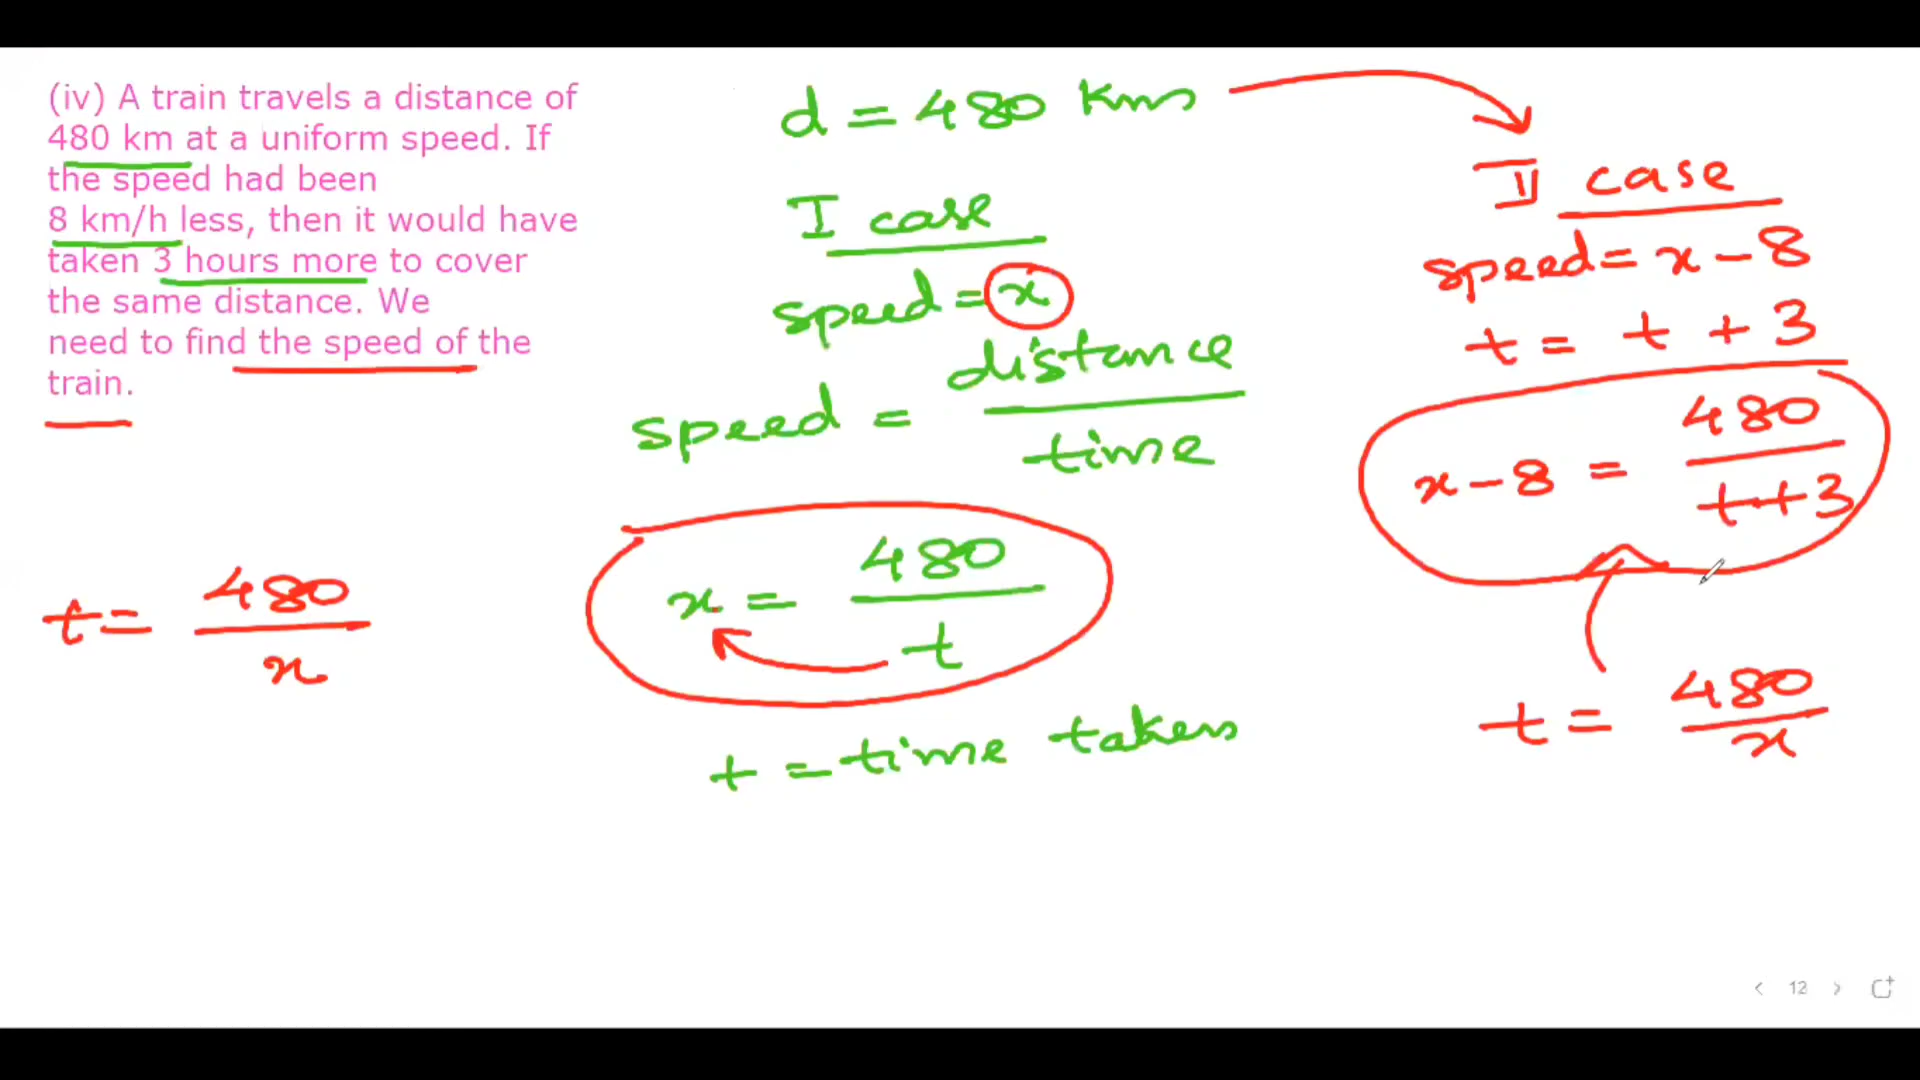 (iv) A train travels a distance of
480 km at a uniform speed. If
the speed had been
8 km/h less, then it would have
taken 3 hours more to cover
the same distance. We
need to find the speed of the
train.
t = 480/x
d = 480 Kms
I case
speed = x
speed = distance/time
x = 480/t
t = time taken
II case
speed = x - 8
t = t + 3
x - 8 = 480/t+3
t = 480/x
< 12 >